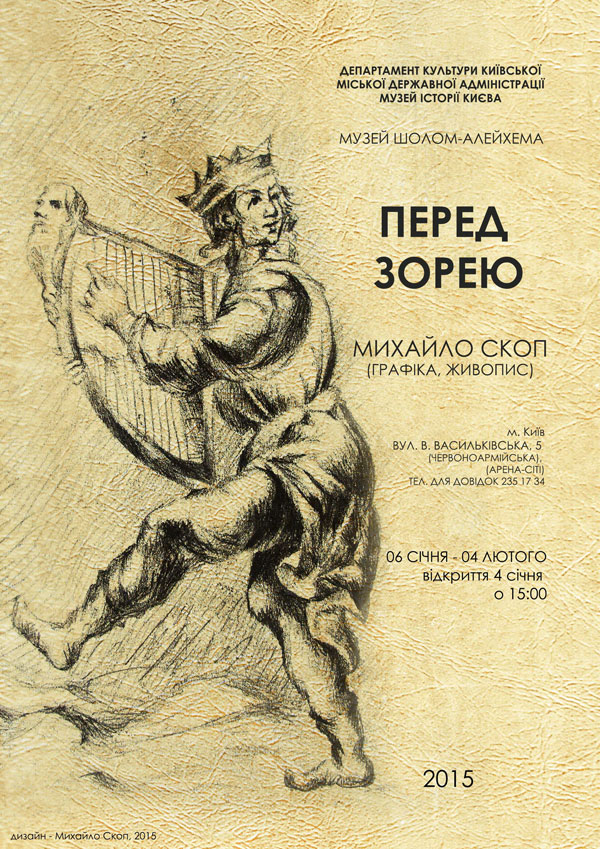 ДЕПАРТАМЕНТ КУЛЬТУРИ КИЇВСЬКОЇ
МІСЬКОЇ ДЕРЖАВНОЇ АДМІНІСТРАЦІЇ
МУЗЕЙ ІСТОРІЇ КИЄВА
МУЗЕЙ ШОЛОМ-АЛЕЙХЕМА
ПЕРЕД
ЗОРЕЮ
МИХАЙЛО СКОП
(ГРАФІКА, ЖИВОПИС)
м. Київ
ВУЛ. В. ВАСИЛЬКІВСЬКА, 5
(ЧЕРВОНОАРМІЙСЬКА),
(АРЕНА-СІТІ)
ТЕЛ. ДЛЯ ДОВІДОК 235 17 34
06 СІЧНЯ - 04 ЛЮТОГО
відкриття 4 січня
о 15:00
2015
дизайн - Михайло Скоп, 2015